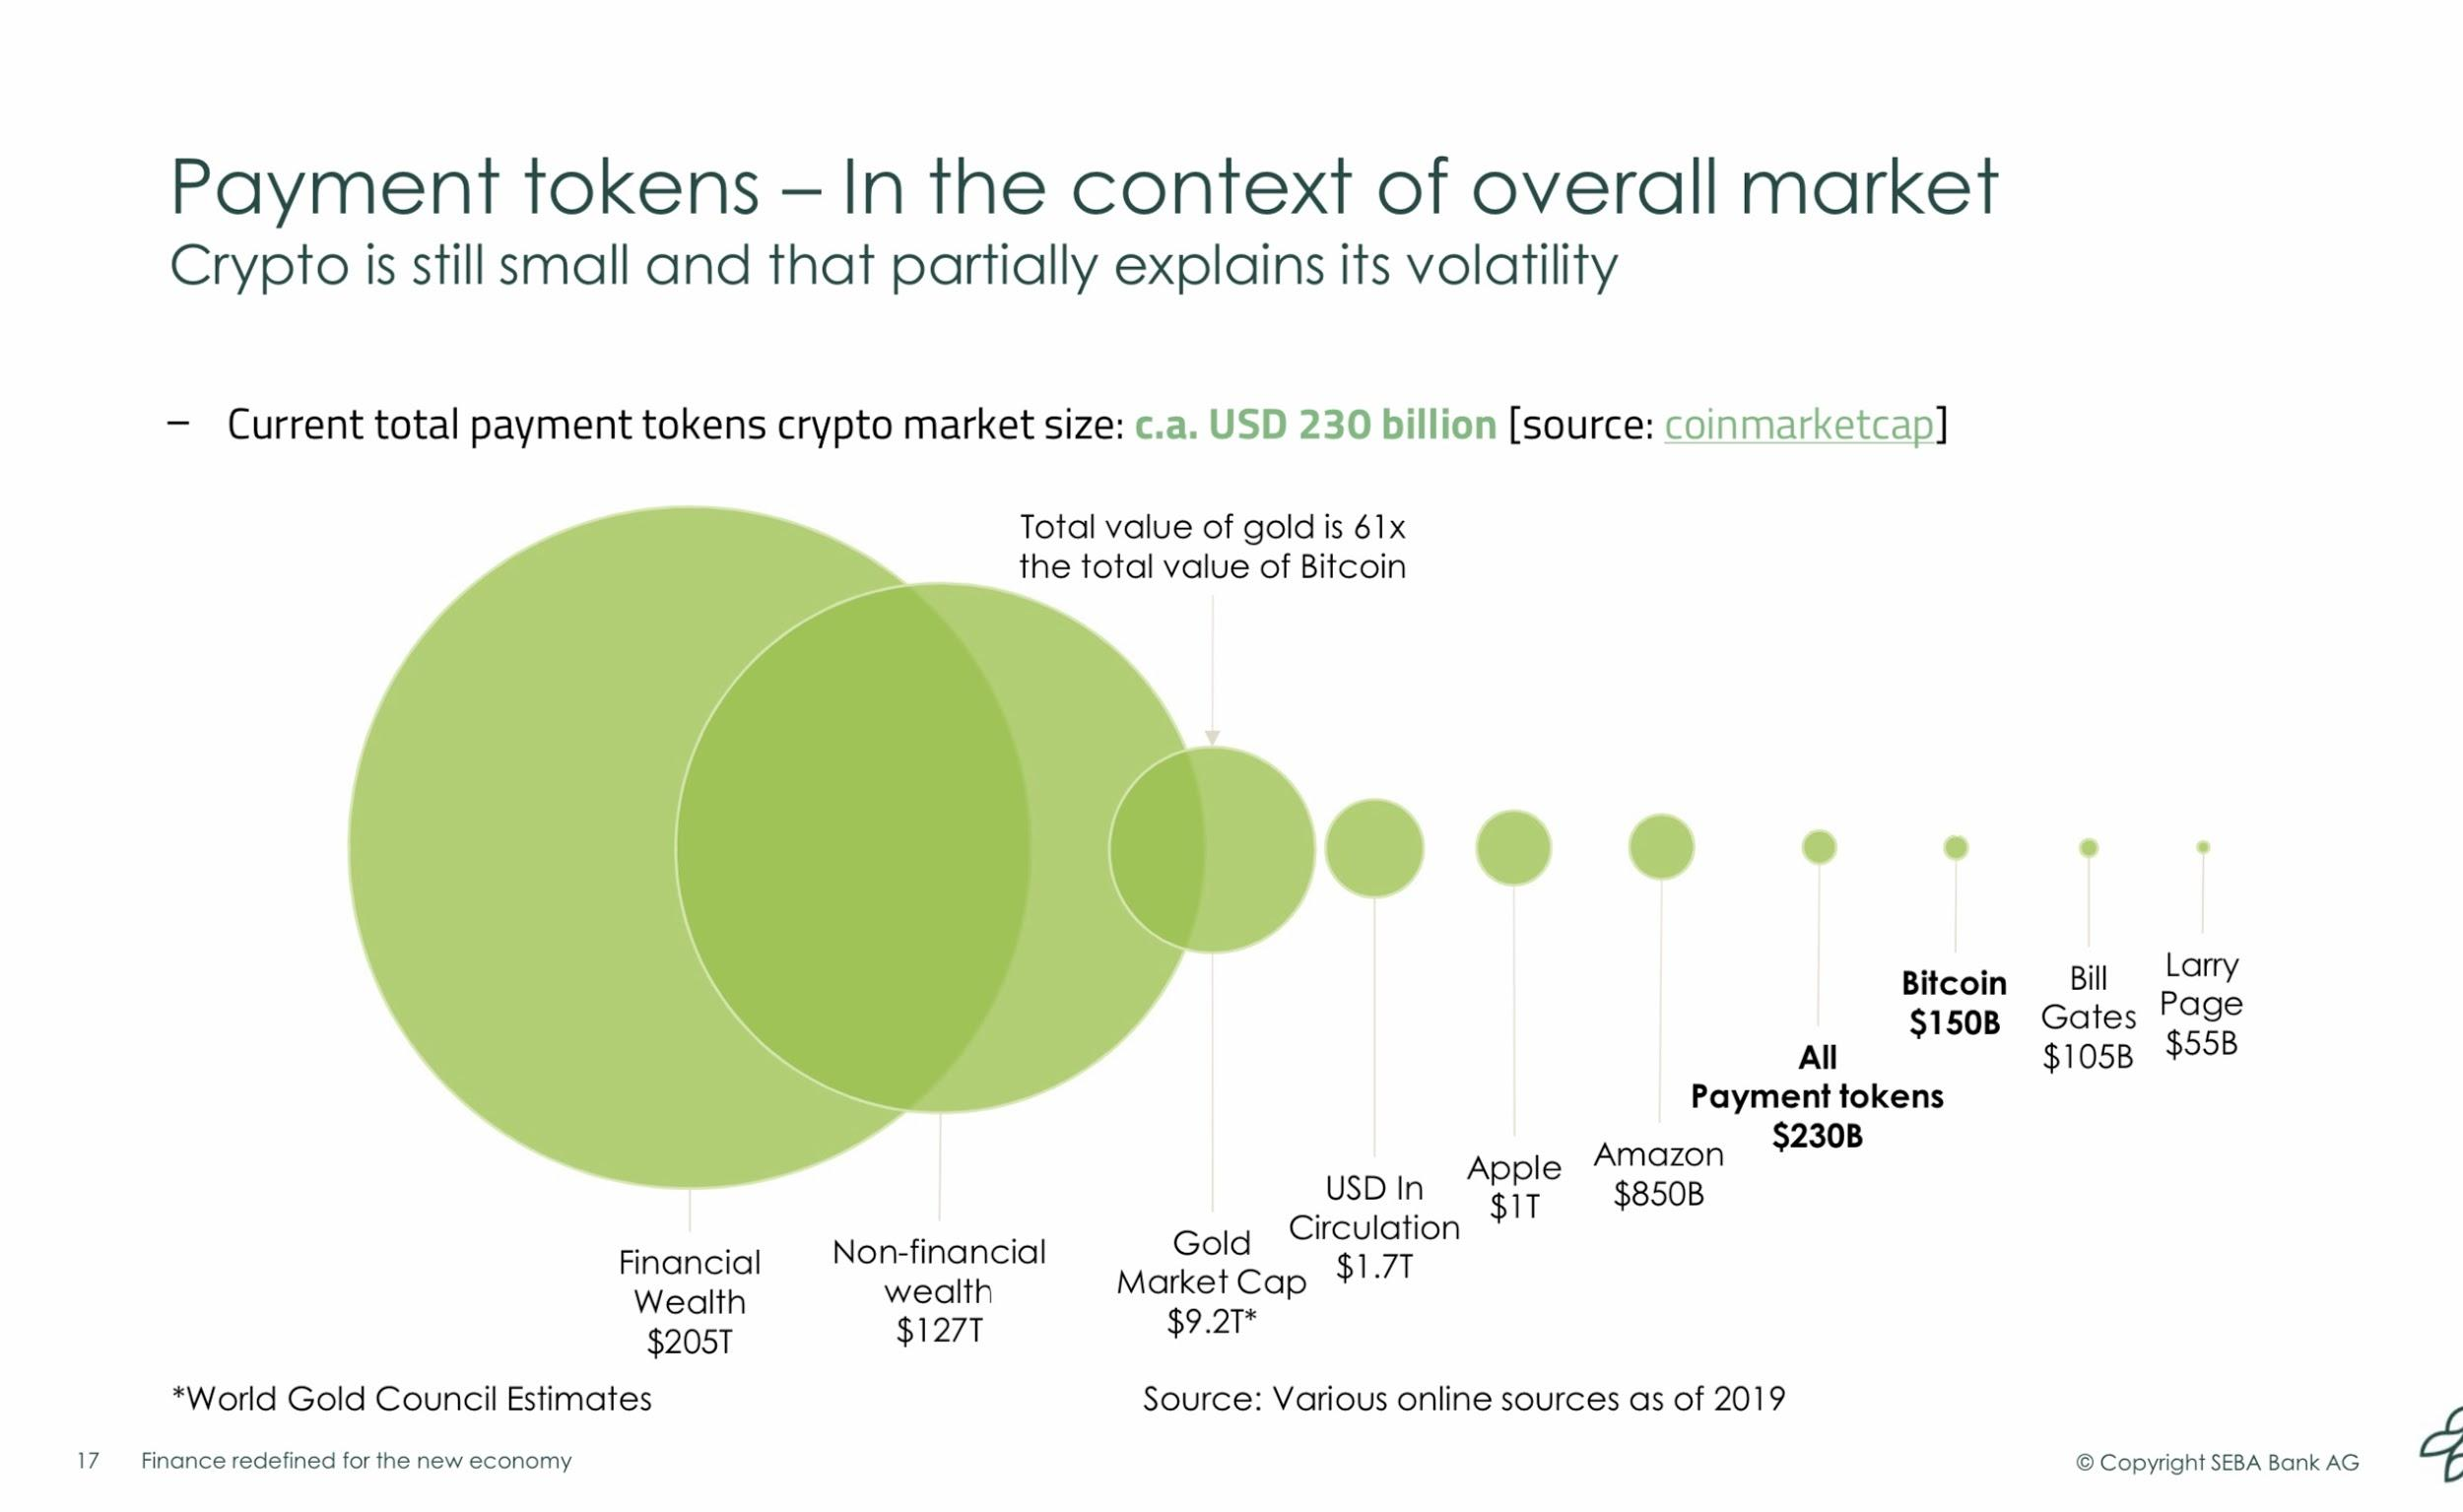 Payment tokens – In the context of overall market
Crypto is still small and that partially explains its volatility
– Current total payment tokens crypto market size: c.a. USD 230 billion [source: coinmarketcap]
Total value of gold is 61x
the total value of Bitcoin
Financial
Wealth
$205T
Non-financial
wealth
$127T
Gold
Market Cap
$9.2T*
USD In
Circulation
$1.7T
Apple
$1T
Amazon
$850B
All
Payment tokens
$230B
Bitcoin
$150B
Bill
Gates
$105B
Larry
Page
$55B
*World Gold Council Estimates
Source: Various online sources as of 2019
17 Finance redefined for the new economy
© Copyright SEBA Bank AG